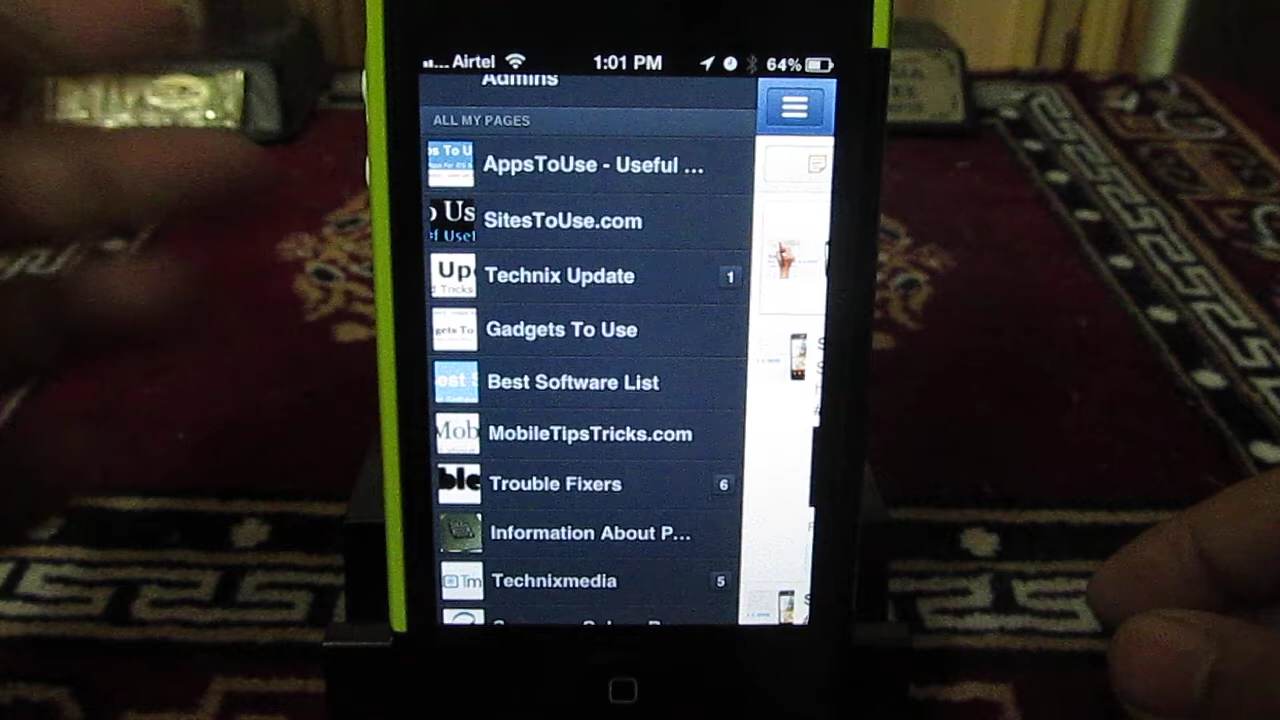 Airtel 1:01 PM 64%
Admins
ALL MY PAGES
AppsToUse - Useful ...
SitesToUse.com
Technix Update 1
Gadgets To Use
Best Software List
MobileTipsTricks.com
Trouble Fixers 6
Information About P...
Technixmedia 5